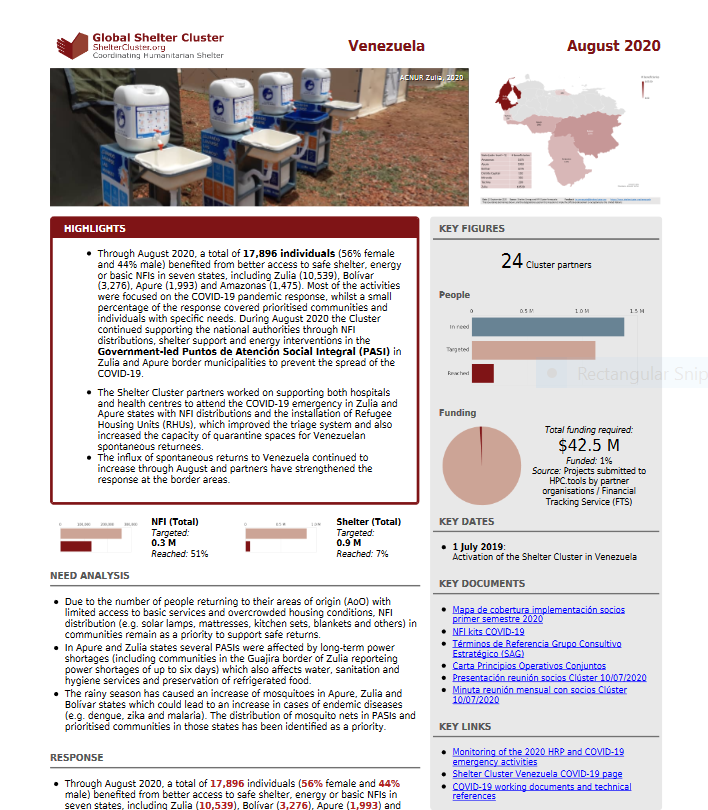 Global Shelter Cluster
ShelterCluster.org
Coordinating Humanitarian Shelter
Venezuela
August 2020
ACNUR Zulia, 2020
HIGHLIGHTS
• Through August 2020, a total of 17,896 individuals (56% female
and 44% male) benefited from better access to safe shelter, energy
or basic NFIs in seven states, including Zulia (10,539), Bolívar
(3,276), Apure (1,993) and Amazonas (1,475). Most of the activities
were focused on the COVID-19 pandemic response, whilst a small
percentage of the response covered prioritised communities and
individuals with specific needs. During August 2020 the Cluster
continued supporting the national authorities through NFI
distributions, shelter support and energy interventions in the
Government-led Puntos de Atención Social Integral (PASI) in
Zulia and Apure border municipalities to prevent the spread of the
COVID-19.
• The Shelter Cluster partners worked on supporting both hospitals
and health centres to attend the COVID-19 emergency in Zulia and
Apure states with NFI distributions and the installation of Refugee
Housing Units (RHUs), which improved the triage system and also
increased the capacity of quarantine spaces for Venezuelan
spontaneous returnees.
• The influx of spontaneous returns to Venezuela continued to
increase through August and partners have strengthened the
response at the border areas.
NFI (Total)
Targeted:
0.3 M
Reached: 51%
0 0.5 M 1.0 M
Shelter (Total)
Targeted:
0.9 M
Reached: 7%
NEED ANALYSIS
• Due to the number of people returning to their areas of origin (AoO) with
limited access to basic services and overcrowded housing conditions, NFI
distribution (e.g. solar lamps, mattresses, kitchen sets, blankets and others) in
communities remain as a priority to support safe returns.
• In Apure and Zulia states several PASIs were affected by long-term power
shortages (including communities in the Guajira border of Zulia reporteing
power shortages of up to six days) which also affects water, sanitation and
hygiene services and preservation of refrigerated food.
• The rainy season has caused an increase of mosquitoes in Apure, Zulia and
Bolívar states which could lead to an increase in cases of endemic diseases
(e.g. dengue, zika and malaria). The distribution of mosquito nets in PASIs and
prioritised communities in those states has been identified as a priority.
RESPONSE
• Through August 2020, a total of 17,896 individuals (56% female and 44%
male) benefited from better access to safe shelter, energy or basic NFIs in
seven states, including Zulia (10,539), Bolívar (3,276), Apure (1,993) and
KEY FIGURES
24 Cluster partners
People
0 0.5 M 1.0 M 1.5 M
In need
Targeted
Reached
Rectangular Snip
Funding
Total funding required:
$42.5 M
Funded: 1%
Source: Projects submitted to
HPC.tools by partner
organisations / Financial
Tracking Service (FTS)
KEY DATES
• 1 July 2019:
Activation of the Shelter Cluster in Venezuela
KEY DOCUMENTS
• Mapa de cobertura implementación socios
primer semestre 2020
• NFI kits COVID-19
• Términos de Referencia Grupo Consultivo
Estratégico (SAG)
• Carta Principios Operativos Conjuntos
• Presentación reunión socios Clúster 10/07/2020
• Minuta reunión mensual con socios Clúster
10/07/2020
KEY LINKS
• Monitoring of the 2020 HRP and COVID-19
emergency activities
• Shelter Cluster Venezuela COVID-19 page
• COVID-19 working documents and technical
references